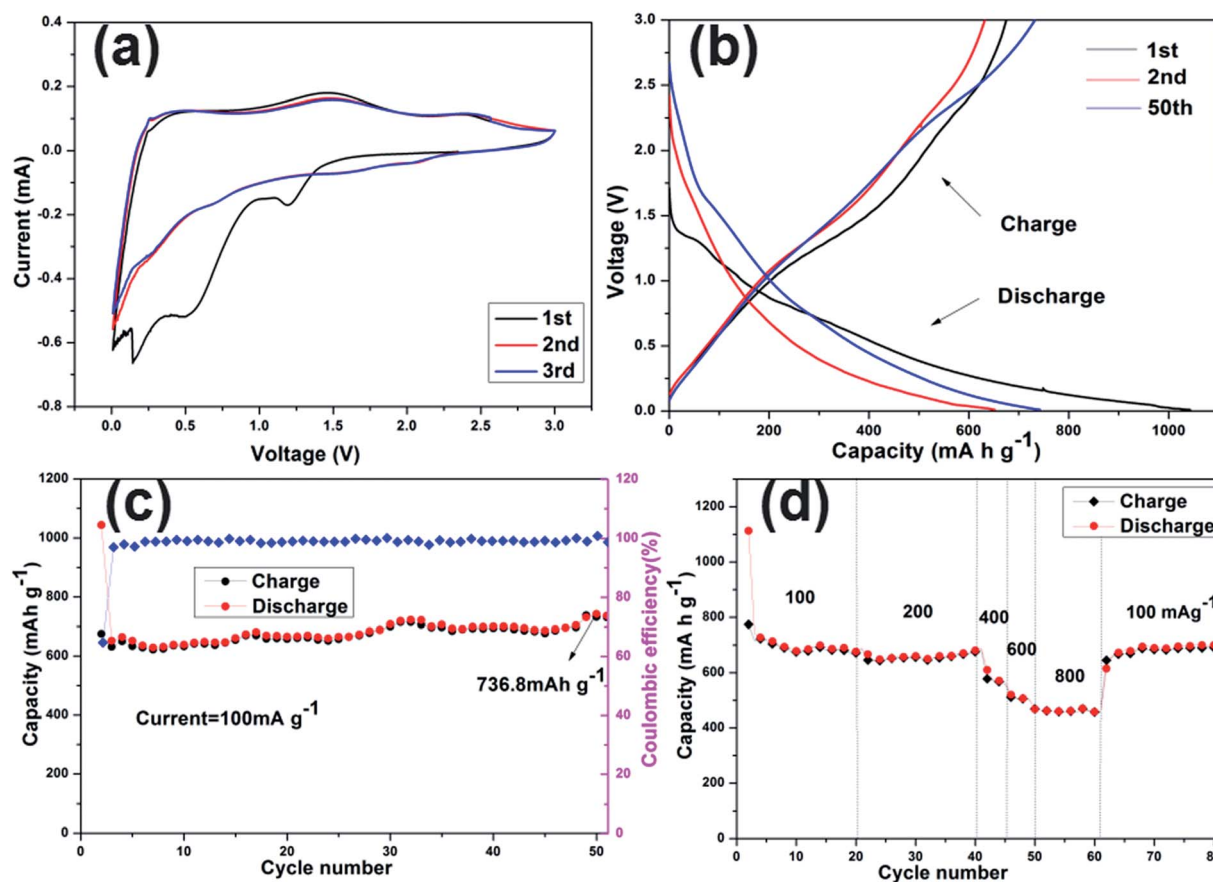 (a)
0.4
0.2
0.0
-0.2
-0.4
-0.6
-0.8
Current (mA)
1st
2nd
3rd
0.0 0.5 1.0 1.5 2.0 2.5 3.0
Voltage (V)
(b)
3.0
2.5
2.0
1.5
1.0
0.5
0.0
Voltage (V)
1st
2nd
50th
Charge
Discharge
0 200 400 600 800 1000
Capacity (mA h g-1)
(c)
1200
1000
800
600
400
200
0
Capacity (mAh g-1)
Charge
Discharge
736.8mAh g-1
Current=100mA g-1
120
100
80
60
40
20
0
Coulombic efficiency(%)
0 10 20 30 40 50
Cycle number
(d)
1200
1000
800
600
400
200
0
Capacity (mA h g-1)
Charge
Discharge
100
200
400
600
800
100 mAg-1
0 10 20 30 40 50 60 70 80
Cycle number